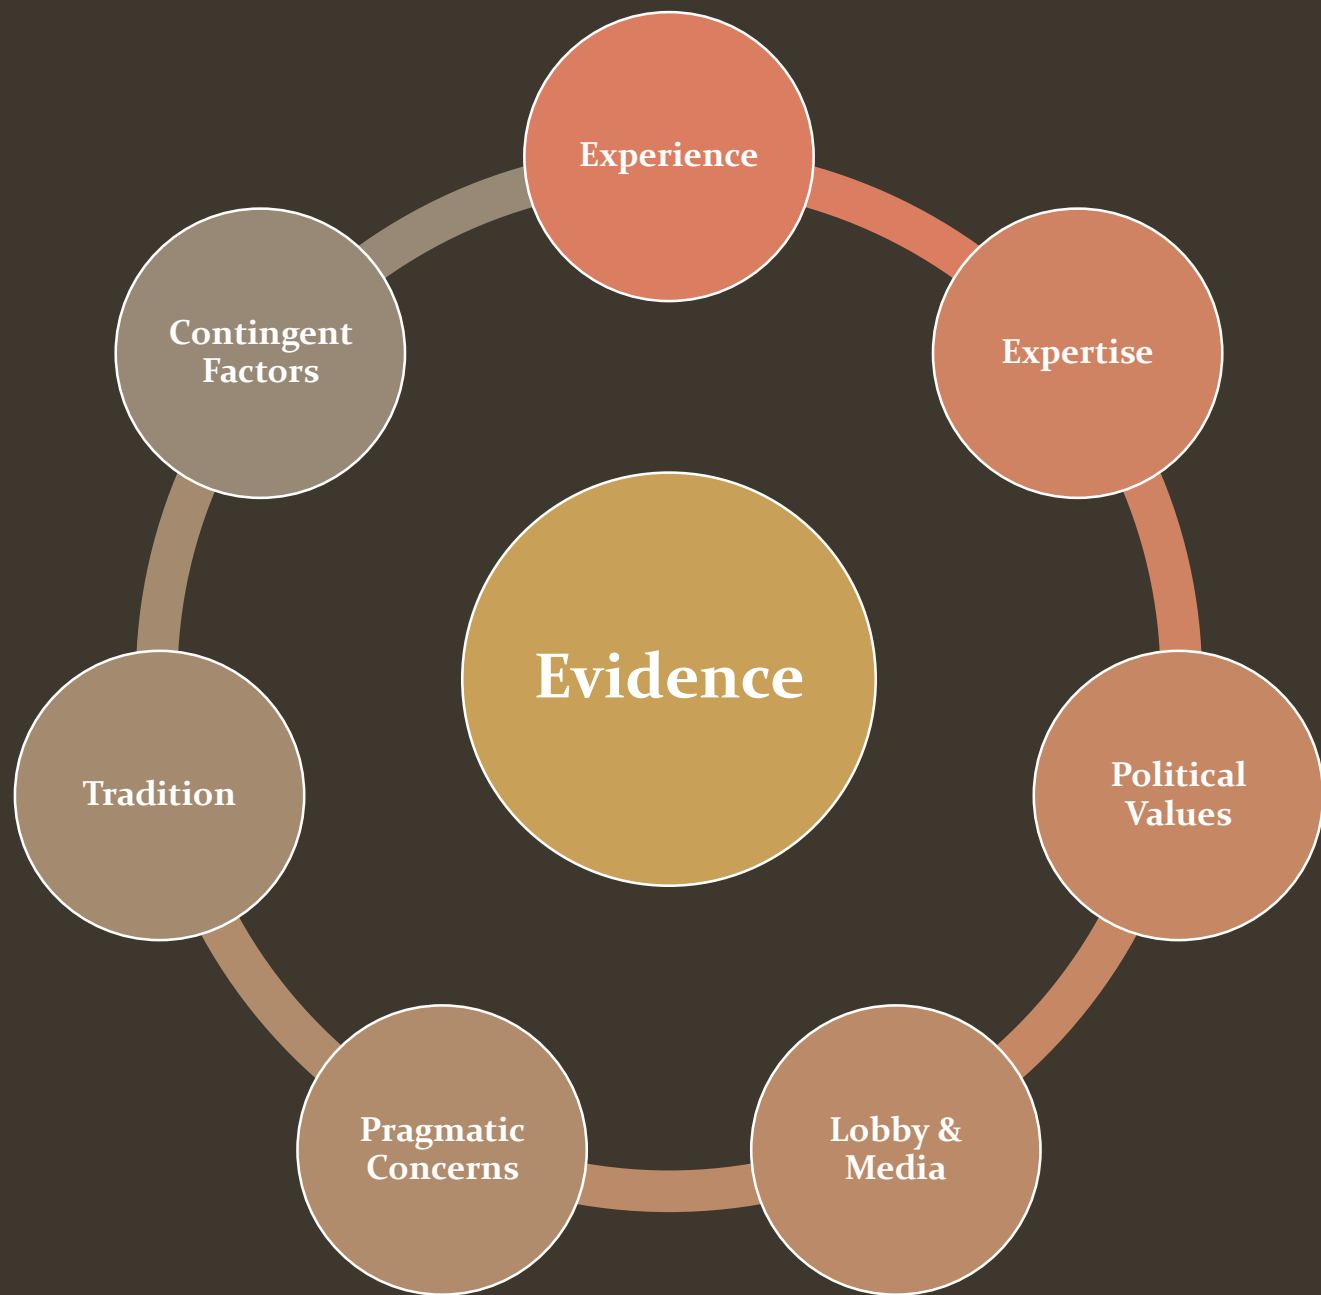 Experience
Expertise
Political
Values
Lobby &
Media
Pragmatic
Concerns
Tradition
Contingent
Factors
Evidence